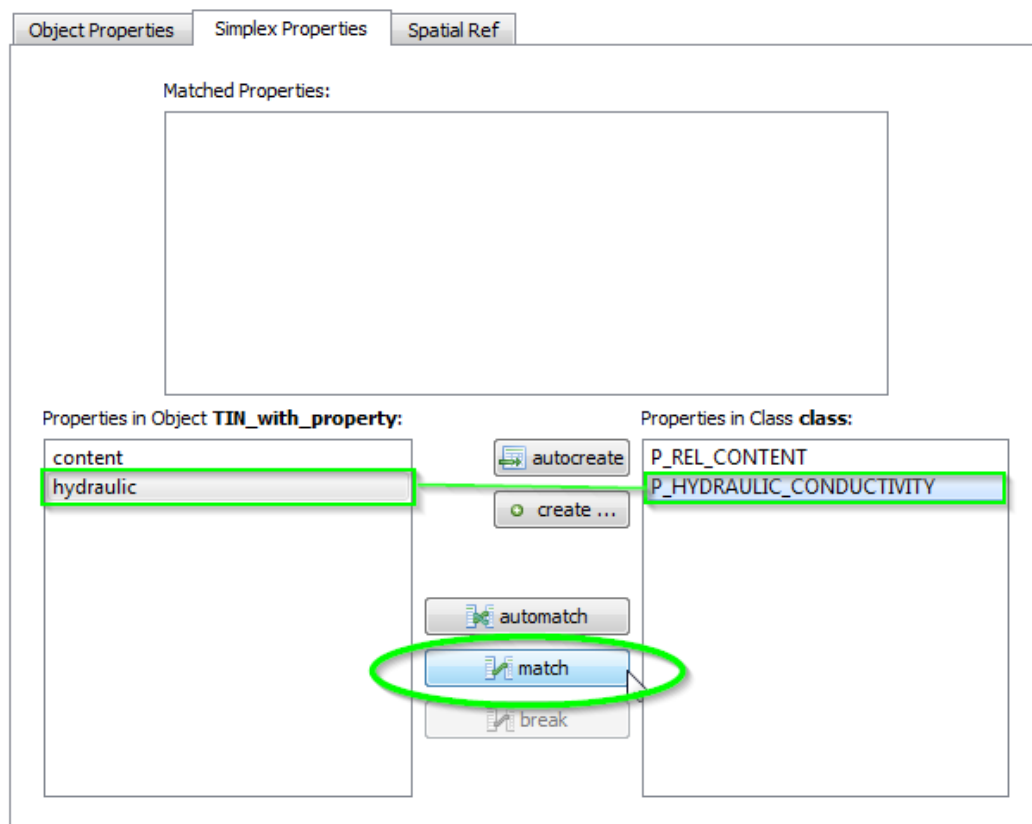 Object Properties
Simplex Properties
Spatial Ref
Matched Properties:
Properties in Object TIN_with_property:
content
hydraulic
autocreate
create ...
automatch
match
break
Properties in Class class:
P_REL_CONTENT
P_HYDRAULIC_CONDUCTIVITY